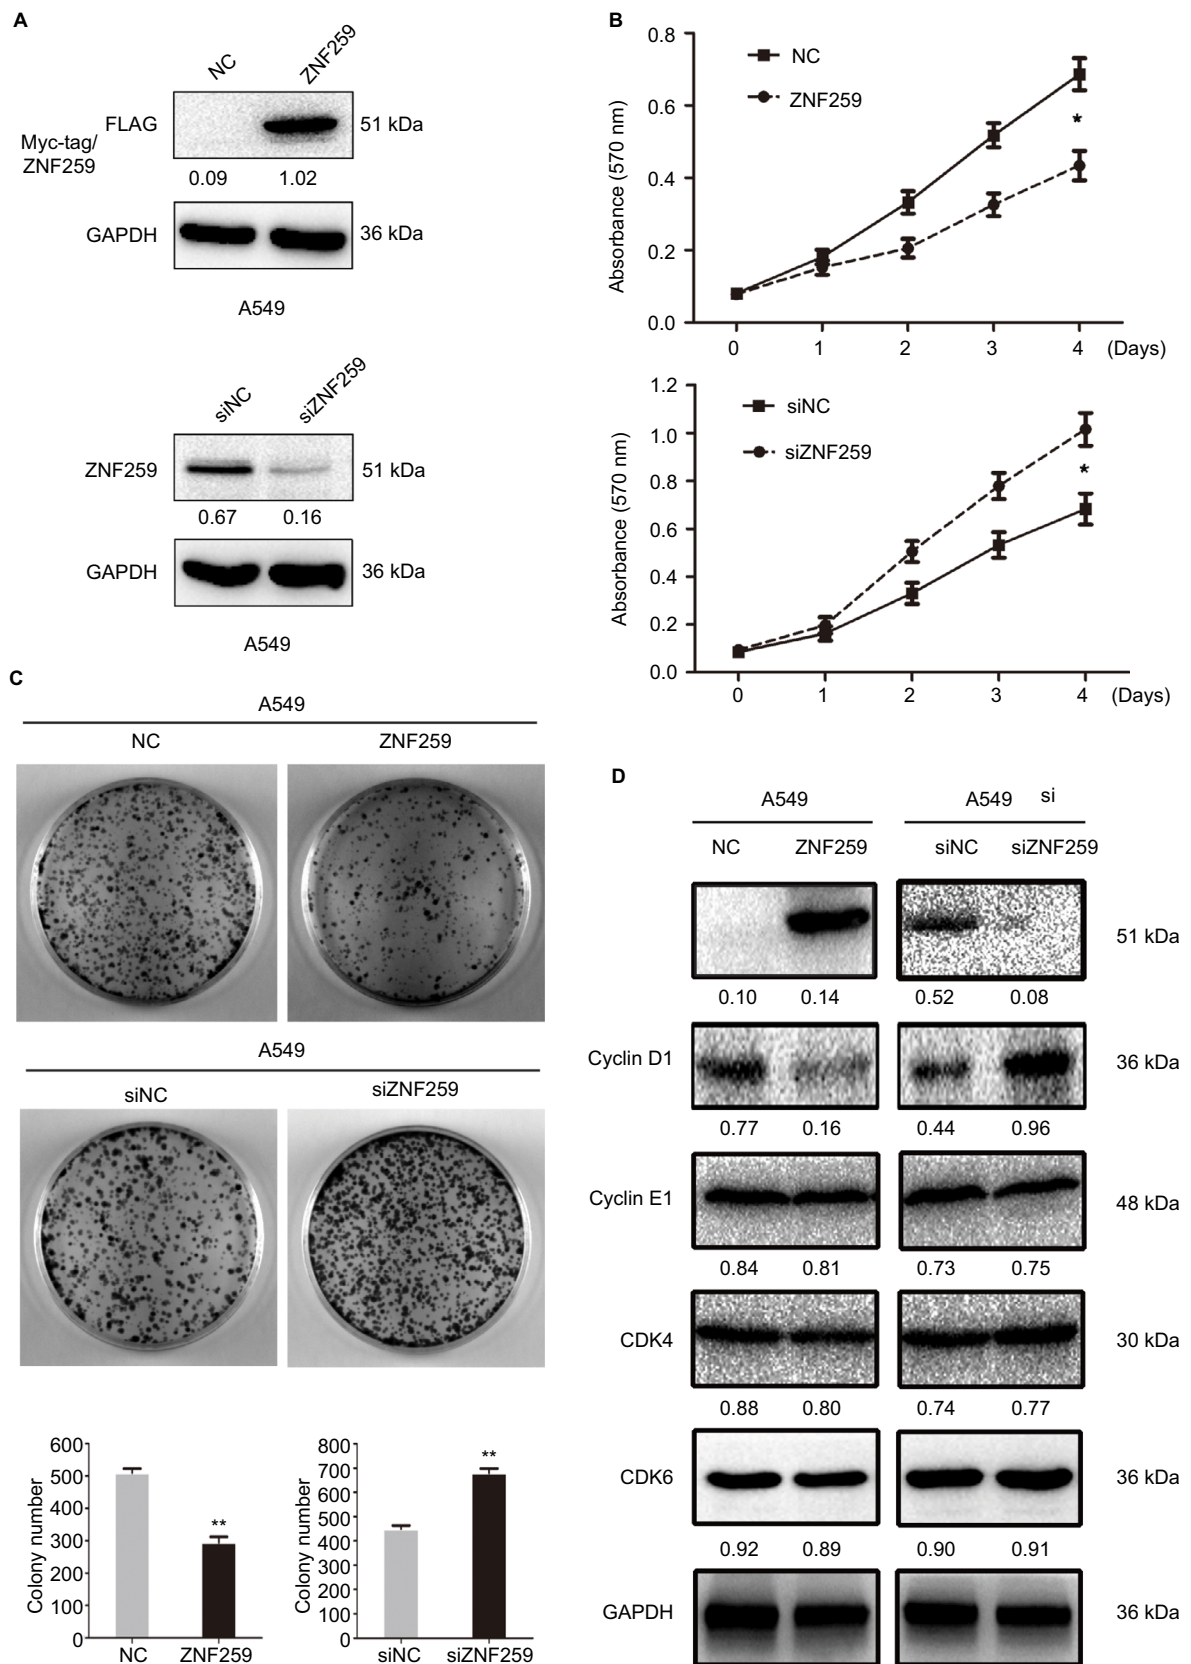 A
NC ZNF259
Myc-tag/
ZNF259
FLAG 51 kDa
0.09 1.02
GAPDH 36 kDa
A549
siNC siZNF259
ZNF259 51 kDa
0.67 0.16
GAPDH 36 kDa
A549
B
Absorbance (570 nm)
0.8
0.6
0.4
0.2
0.0
NC
ZNF259
*
0 1 2 3 4 (Days)
Absorbance (570 nm)
1.2
1.0
0.8
0.6
0.4
0.2
0.0
siNC
siZNF259
*
0 1 2 3 4 (Days)
C
A549
NC ZNF259
A549
siNC siZNF259
Colony number
600
500
400
300
200
100
0
**
NC ZNF259
Colony number
800
700
600
500
400
300
200
100
0
**
siNC siZNF259
D
A549 A549 si
NC ZNF259 siNC siZNF259
51 kDa
0.10 0.14 0.52 0.08
Cyclin D1 36 kDa
0.77 0.16 0.44 0.96
Cyclin E1 48 kDa
0.84 0.81 0.73 0.75
CDK4 30 kDa
0.88 0.80 0.74 0.77
CDK6 36 kDa
0.92 0.89 0.90 0.91
GAPDH 36 kDa